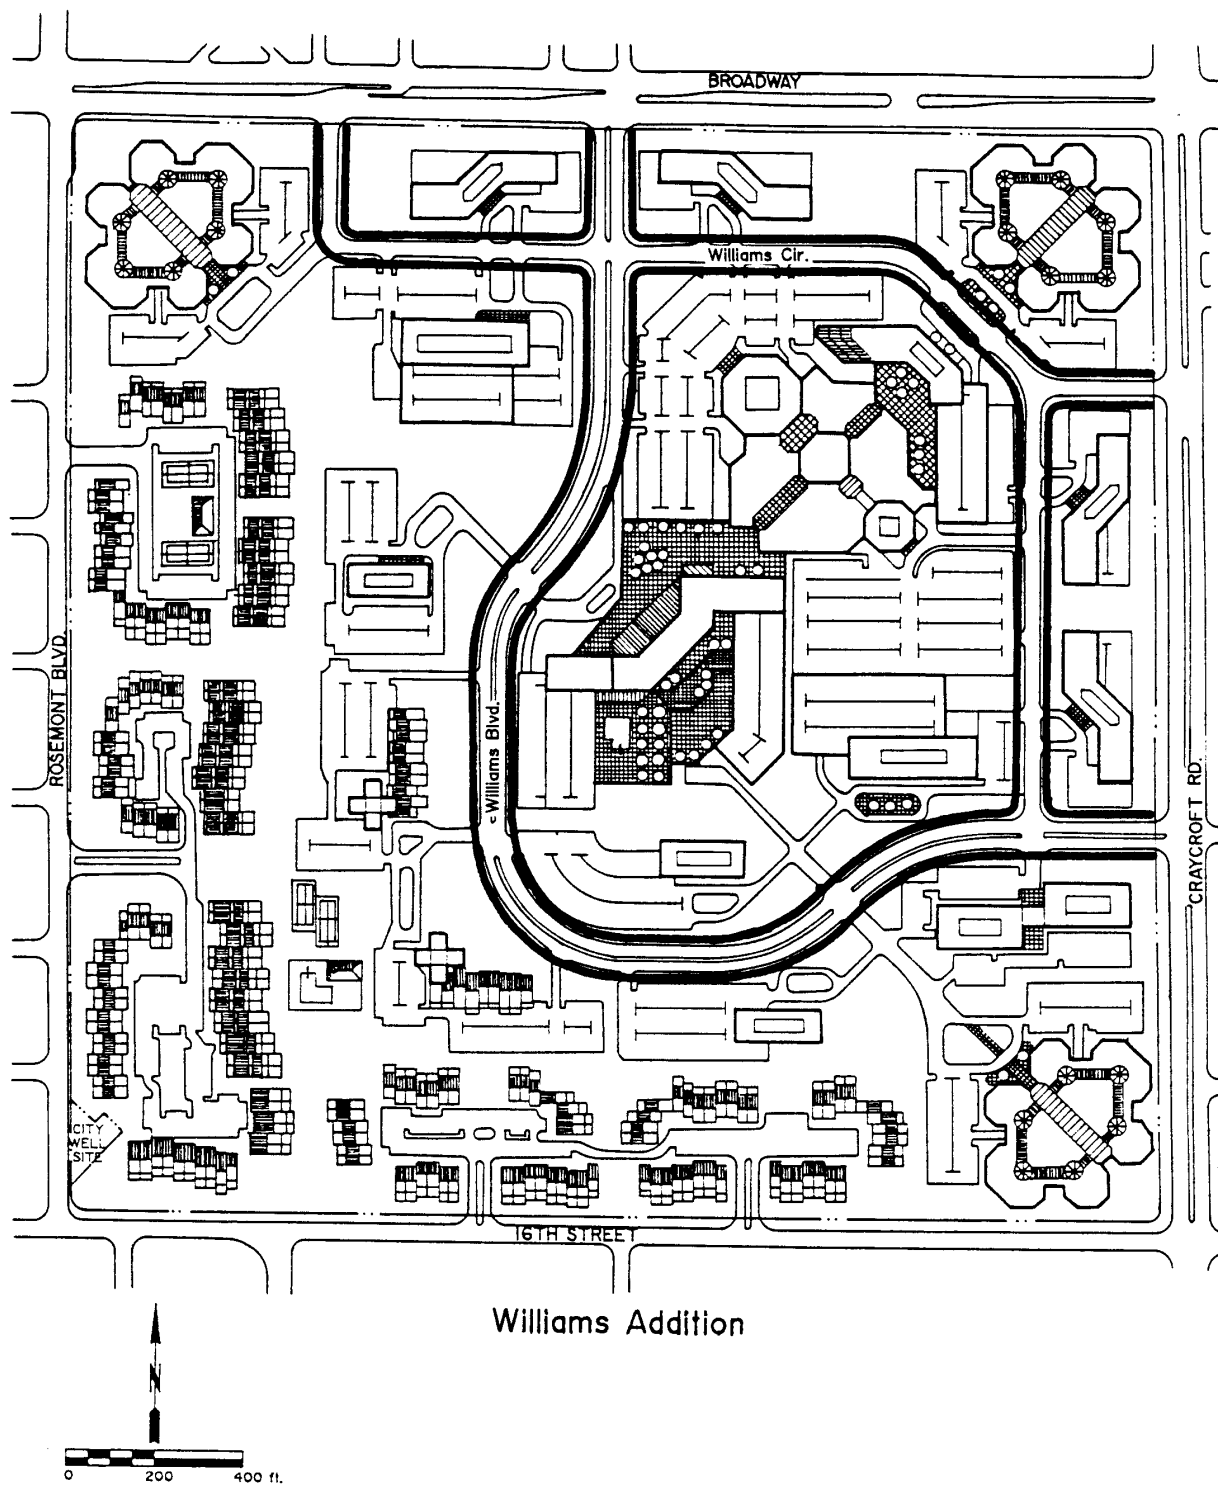 BROADWAY
Williams Cir.
ROSEMONT BLVD.
Williams Blvd.
CRAYCROFT RD.
CITY
WELL
SITE
16TH STREET
Williams Addition
N
0 200 400 ft.